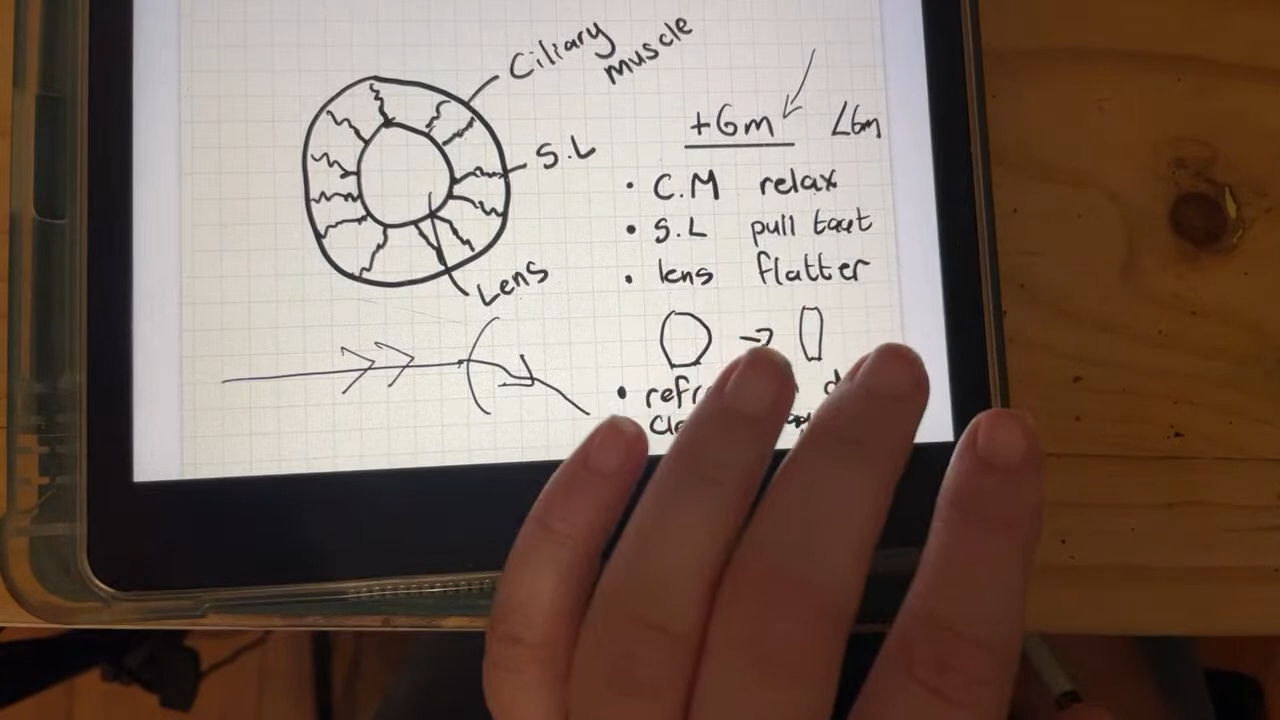 Ciliary
muscle
S.L
Lens
+6m <6m
• C.M relax
• S.L pull taut
• lens flatter